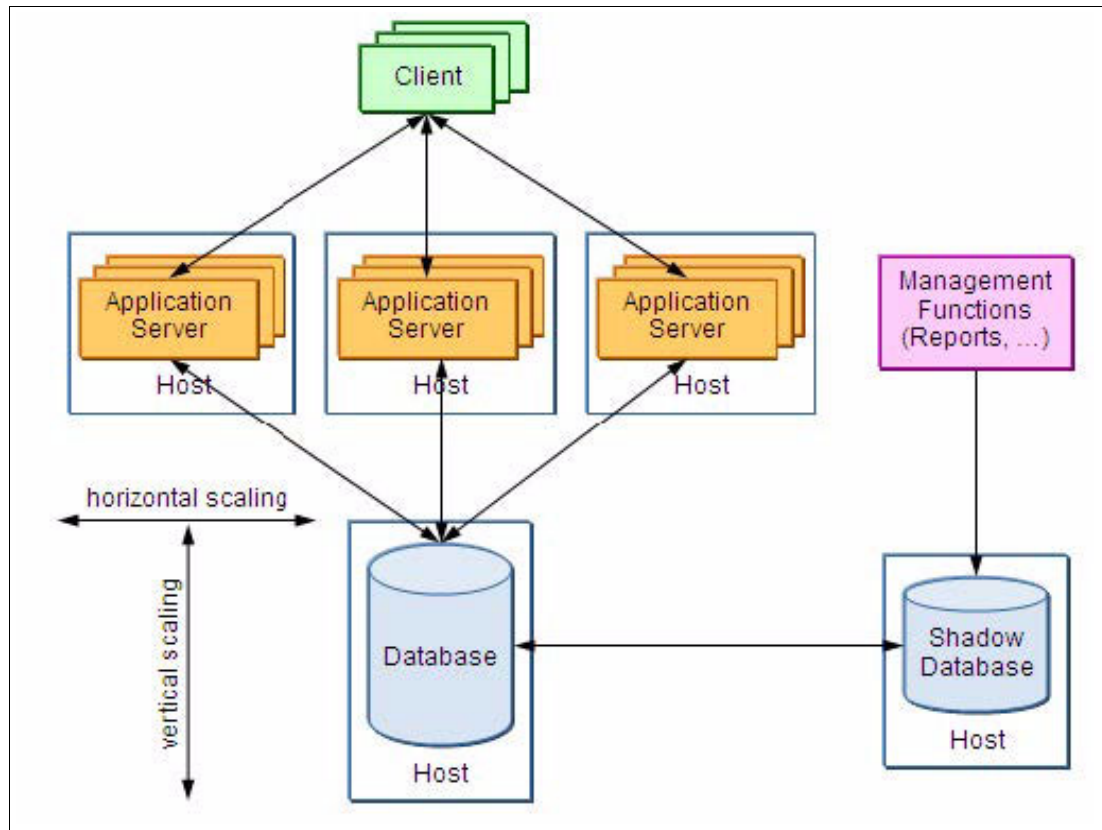 Client
Application
Server
Host
Application
Server
Host
Application
Server
Host
Management
Functions
(Reports, ...)
horizontal scaling
vertical scaling
Database
Host
Shadow
Database
Host